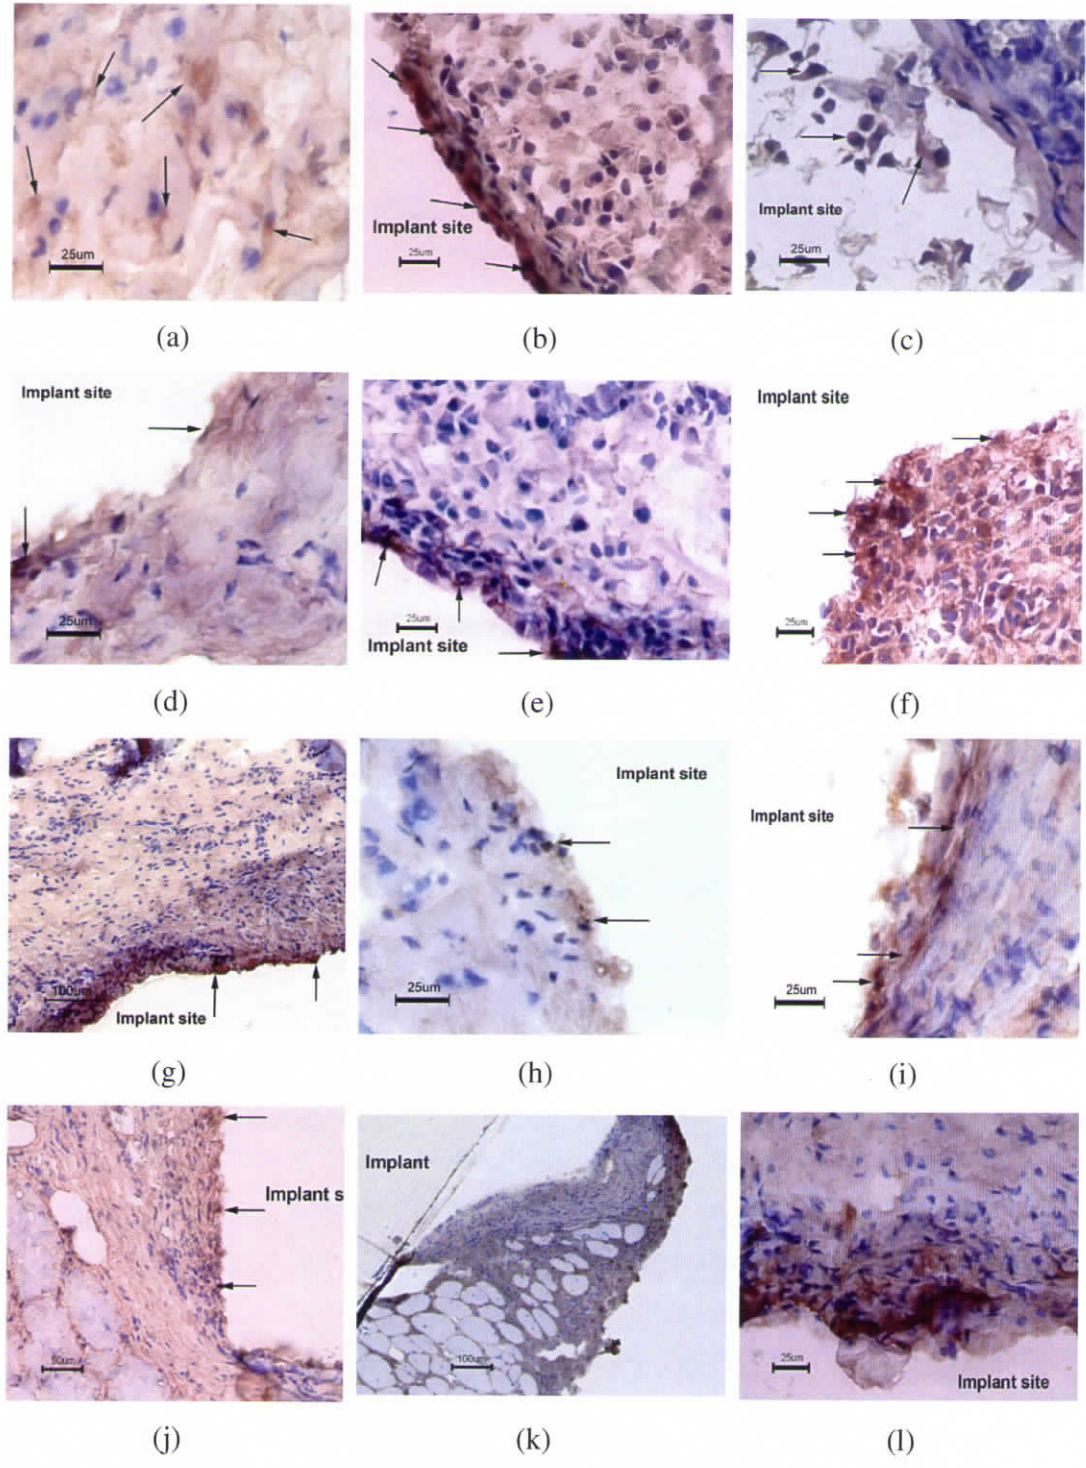 25um
Implant site
25um
Implant site
25um
(a)
(b)
(c)
Implant site
25um
25um
Implant site
Implant site
25um
(d)
(e)
(f)
100um
Implant site
Implant site
25um
Implant site
25um
(g)
(h)
(i)
Implant s
50um
Implant
100um
25um
Implant site
(j)
(k)
(l)